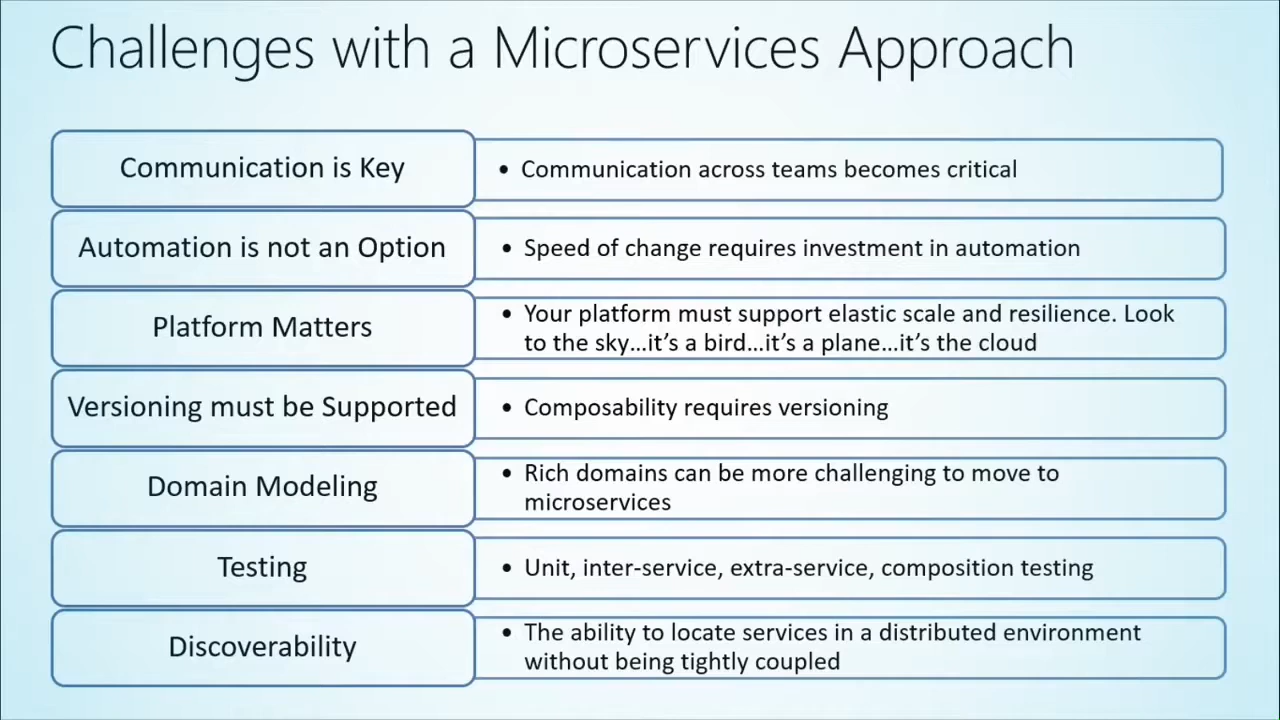 Challenges with a Microservices Approach
Communication is Key
• Communication across teams becomes critical
Automation is not an Option
• Speed of change requires investment in automation
Platform Matters
• Your platform must support elastic scale and resilience. Look
to the sky...it's a bird...it's a plane...it's the cloud
Versioning must be Supported
• Composability requires versioning
Domain Modeling
• Rich domains can be more challenging to move to
microservices
Testing
• Unit, inter-service, extra-service, composition testing
Discoverability
• The ability to locate services in a distributed environment
without being tightly coupled